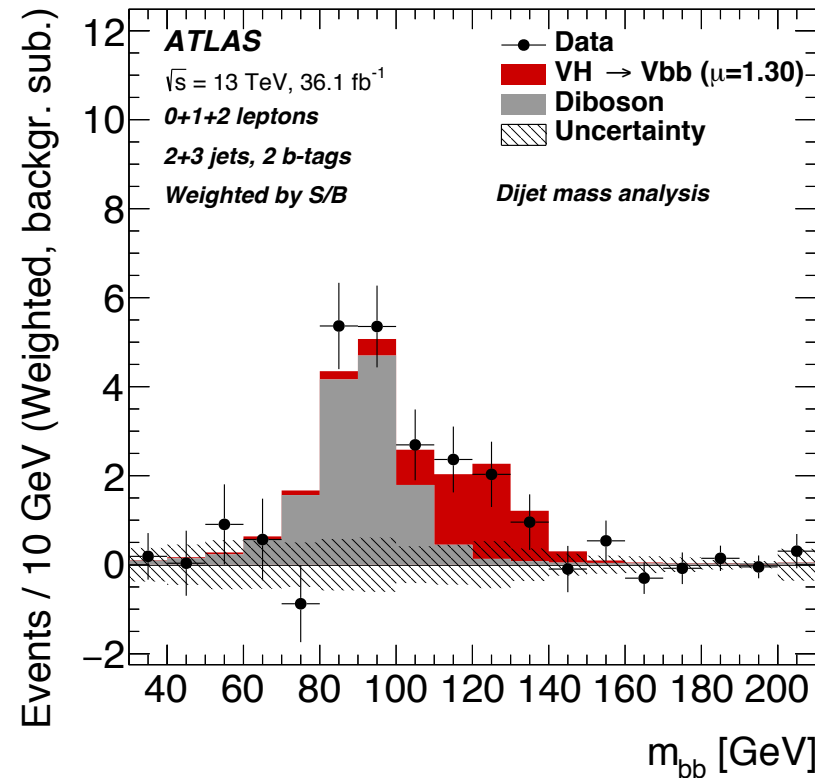 ATLAS
√s = 13 TeV, 36.1 fb⁻¹
0+1+2 leptons
2+3 jets, 2 b-tags
Weighted by S/B
Data
VH → Vbb (μ=1.30)
Diboson
Uncertainty
Dijet mass analysis
Events / 10 GeV (Weighted, backgr. sub.)
12
10
8
6
4
2
0
−2
40 60 80 100 120 140 160 180 200
m_bb [GeV]